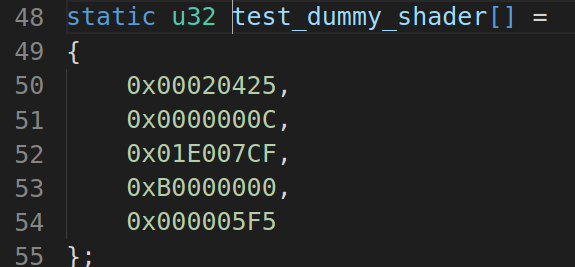 48 static u32 test_dummy_shader[] =
49 {
50     0x00020425,
51     0x0000000C,
52     0x01E007CF,
53     0xB0000000,
54     0x000005F5
55 };